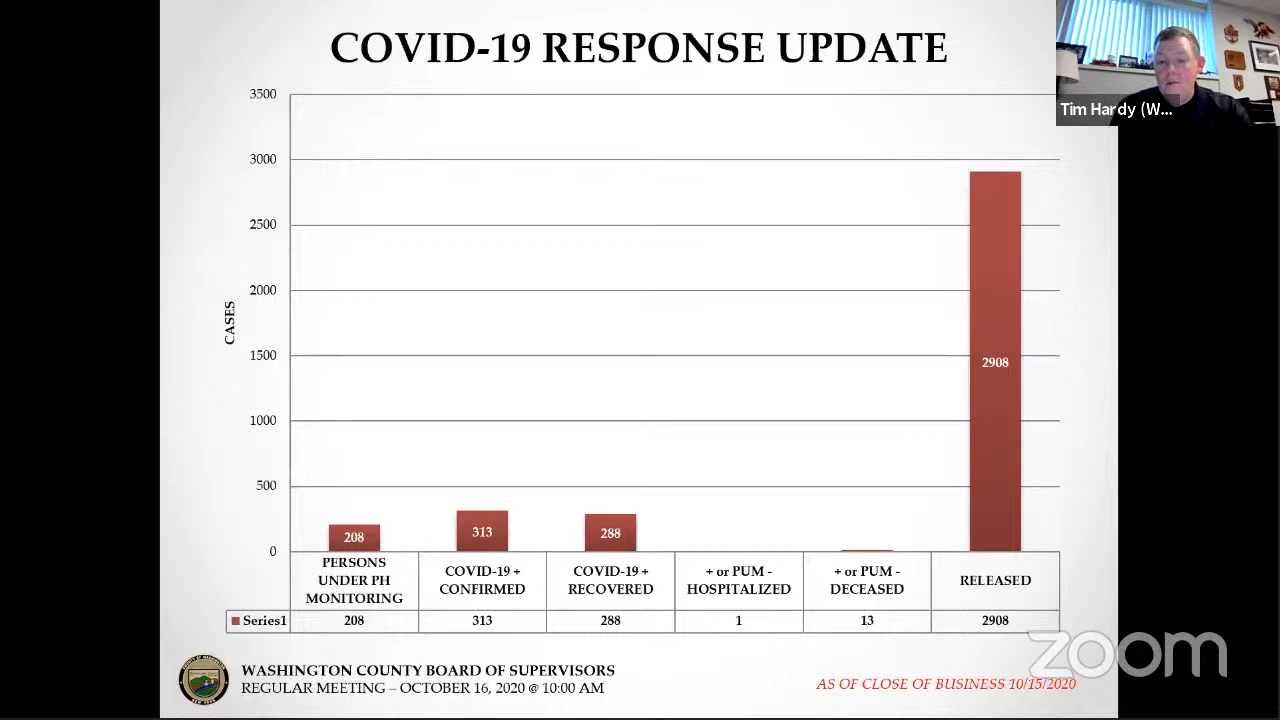 COVID-19 RESPONSE UPDATE
Tim Hardy (W...
3500
3000
2500
2000
1500
1000
500
0
CASES
208
313
288
2908
PERSONS
UNDER PH
MONITORING
COVID-19 +
CONFIRMED
COVID-19 +
RECOVERED
+ or PUM -
HOSPITALIZED
+ or PUM -
DECEASED
RELEASED
Series1 208 313 288 1 13 2908
WASHINGTON COUNTY BOARD OF SUPERVISORS
REGULAR MEETING – OCTOBER 16, 2020 @ 10:00 AM
AS OF CLOSE OF BUSINESS 10/15/2020
zoom